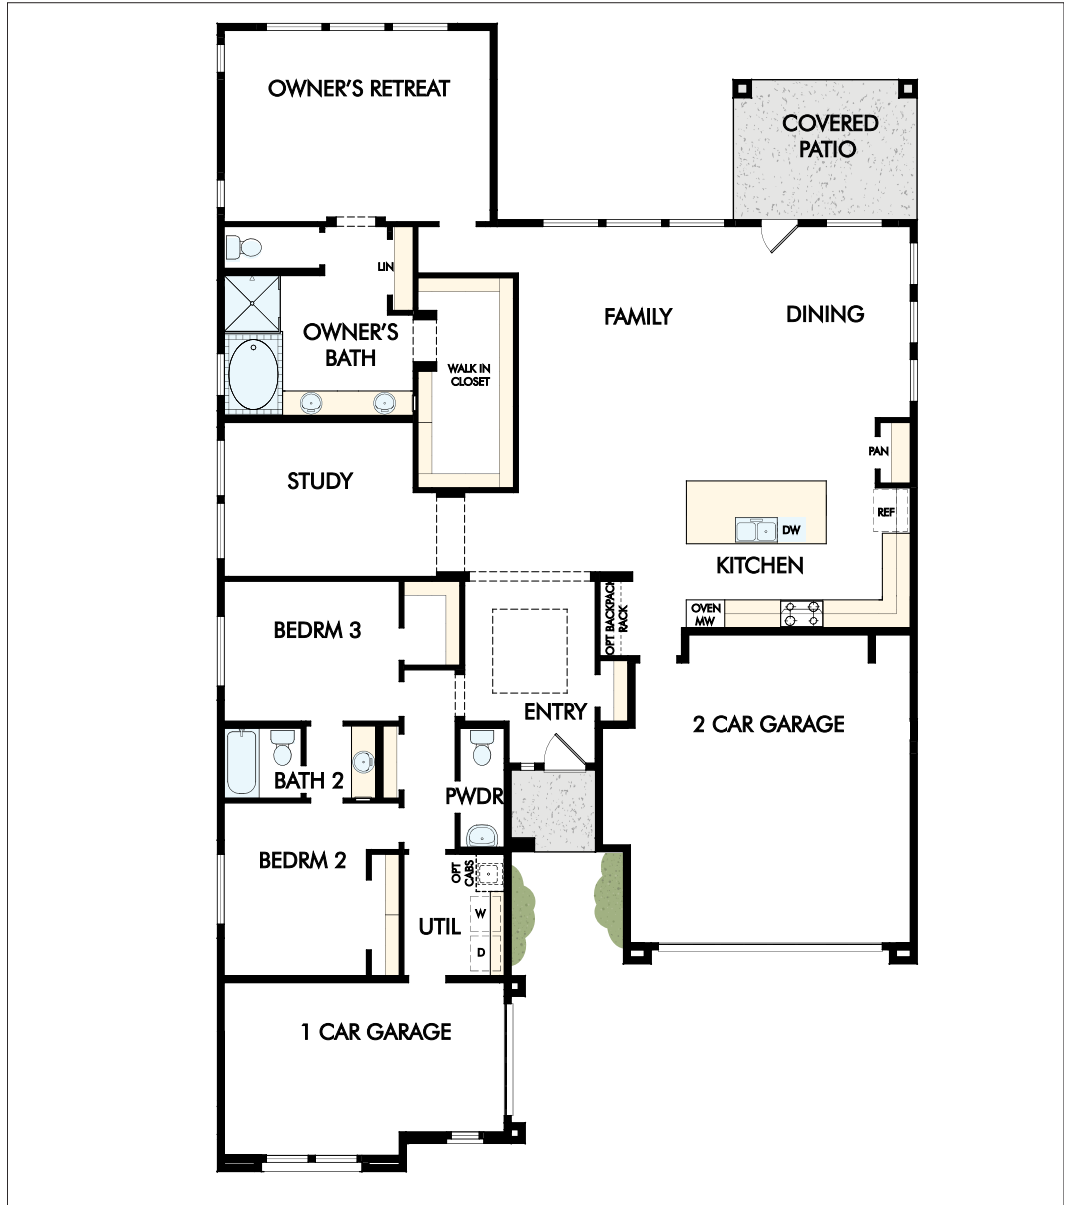 OWNER'S RETREAT
COVERED
PATIO
LIN
OWNER'S
BATH
FAMILY
DINING
WALK IN
CLOSET
PAN
STUDY
REF
DW
KITCHEN
OVEN
MW
OPT BACKPACK
RACK
BEDRM 3
ENTRY
2 CAR GARAGE
BATH 2
PWDR
BEDRM 2
OPT
CABS
W
UTIL
D
1 CAR GARAGE